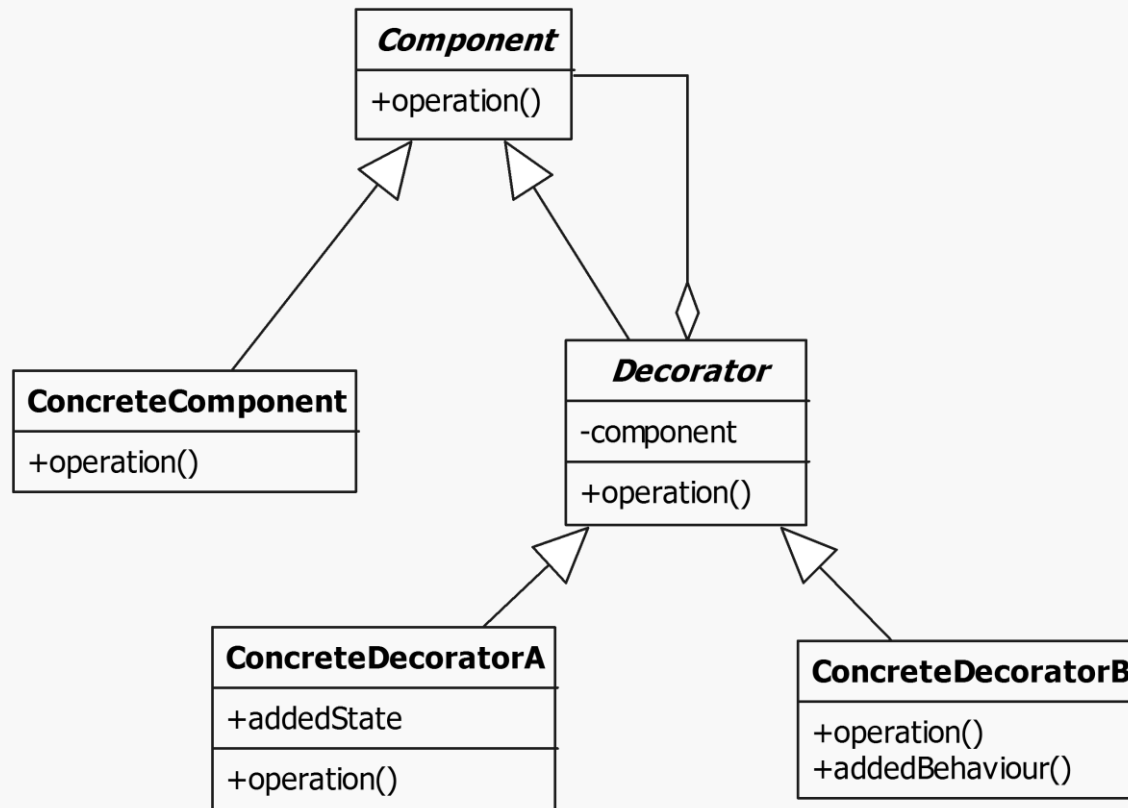 Component
+operation()
ConcreteComponent
+operation()
Decorator
-component
+operation()
ConcreteDecoratorA
+addedState
+operation()
ConcreteDecoratorB
+operation()
+addedBehaviour()